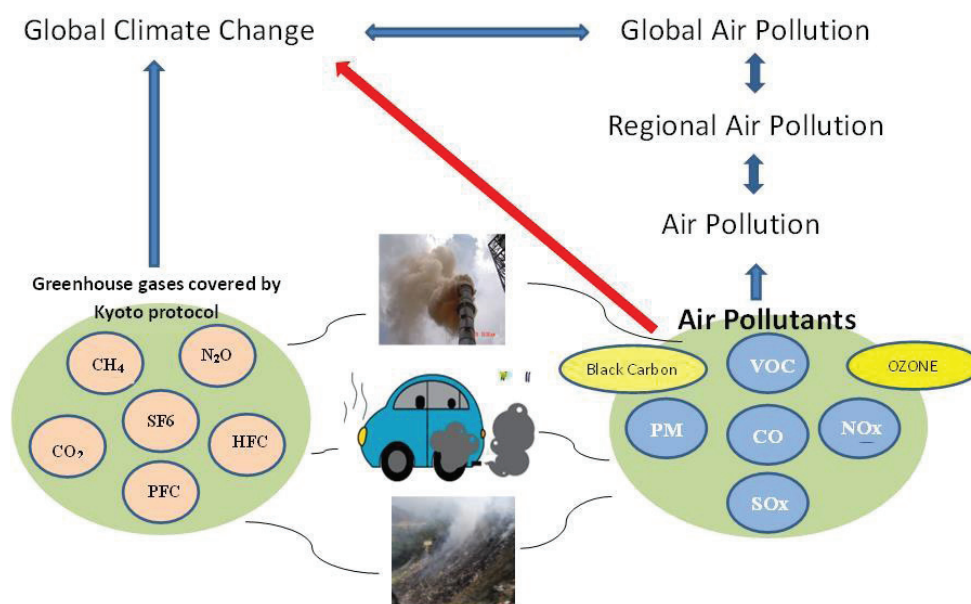 Global Climate Change
Global Air Pollution
Regional Air Pollution
Air Pollution
Greenhouse gases covered by
Kyoto protocol
Air Pollutants
CH₄
N₂O
SF6
CO₂
HFC
PFC
Black Carbon
VOC
OZONE
PM
CO
NOx
SOx